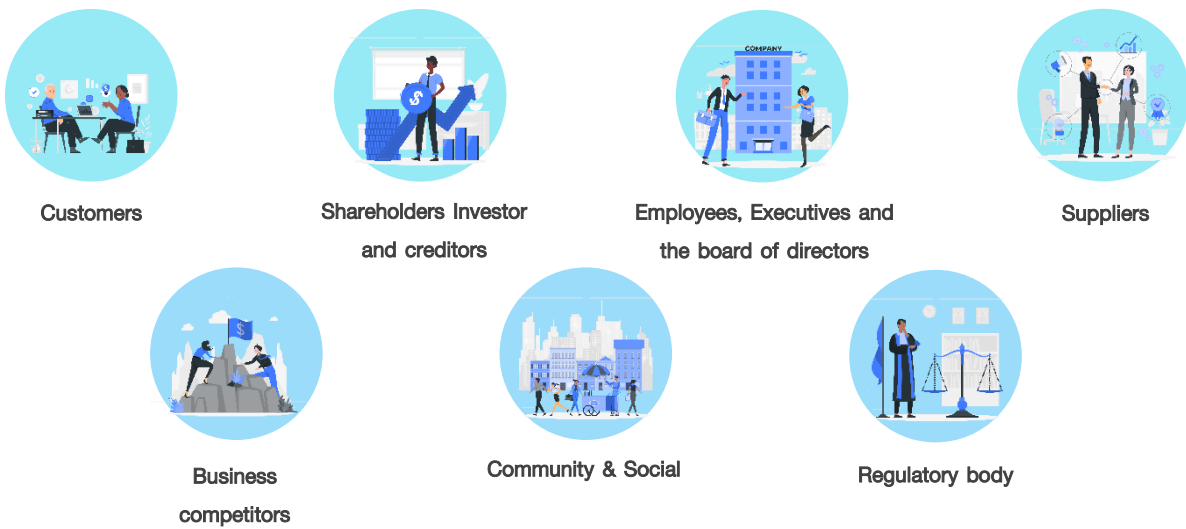 COMPANY
Customers
Shareholders Investor
and creditors
Employees, Executives and
the board of directors
Suppliers
Business
competitors
Community & Social
Regulatory body